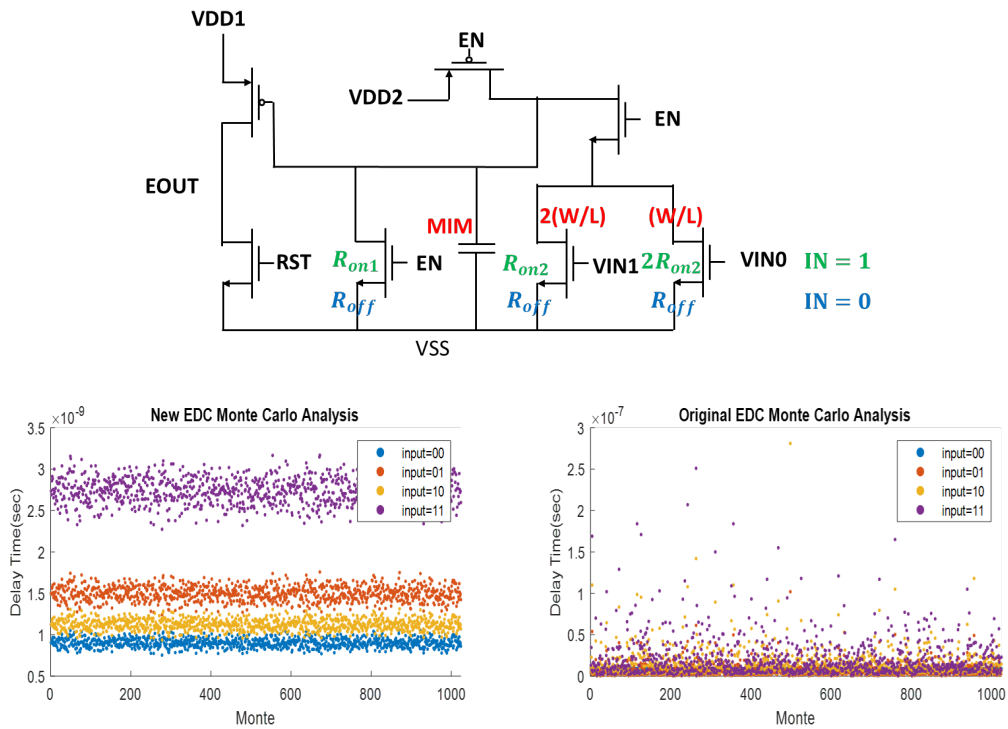 VDD1
EN
VDD2
EN
EOUT
MIM
2(W/L)
(W/L)
RST
R_on1
EN
R_on2
VIN1
2R_on2
VIN0
IN = 1
R_off
R_off
R_off
IN = 0
VSS
New EDC Monte Carlo Analysis
×10^-9
3.5
3
2.5
2
1.5
1
0.5
Delay Time(sec)
input=00
input=01
input=10
input=11
0
200
400
600
800
1000
Monte
Original EDC Monte Carlo Analysis
×10^-7
3
2.5
2
1.5
1
0.5
0
Delay Time(sec)
input=00
input=01
input=10
input=11
0
200
400
600
800
1000
Monte